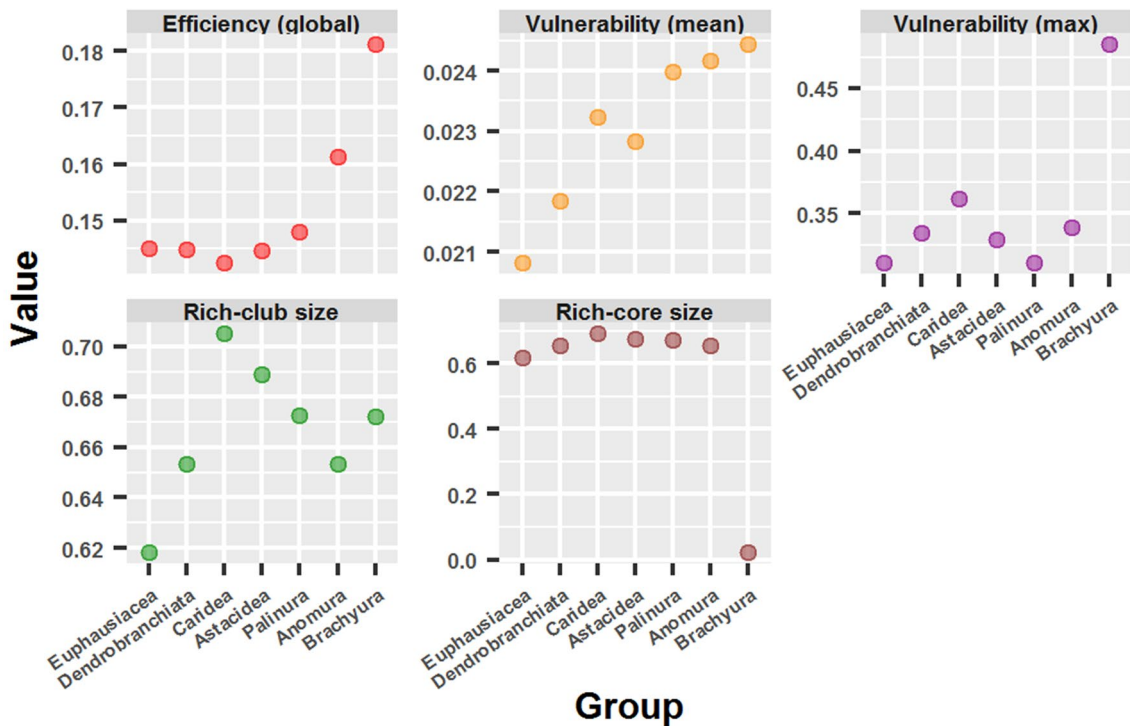 Efficiency (global)
0.18
0.17
0.16
0.15
Vulnerability (mean)
0.024
0.023
0.022
0.021
Vulnerability (max)
0.45
0.40
0.35
Euphausiacea
Dendrobranchiata
Caridea
Astacidea
Palinura
Anomura
Brachyura
Value
Rich-club size
0.70
0.68
0.66
0.64
0.62
Euphausiacea
Dendrobranchiata
Caridea
Astacidea
Palinura
Anomura
Brachyura
Rich-core size
0.6
0.4
0.2
0.0
Euphausiacea
Dendrobranchiata
Caridea
Astacidea
Palinura
Anomura
Brachyura
Group